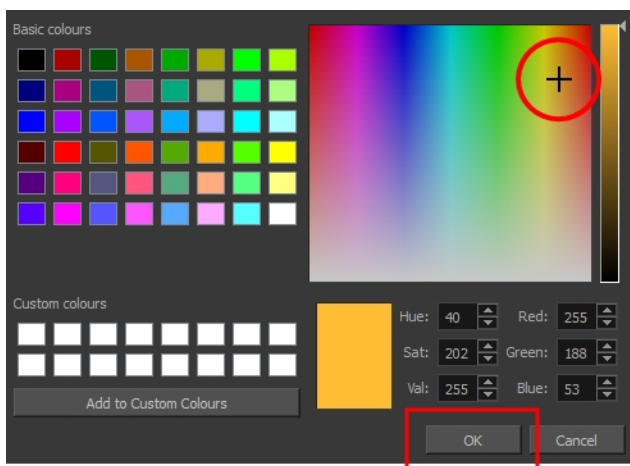 Basic colours
Custom colours
Hue: 40 Red: 255
Sat: 202 Green: 188
Val: 255 Blue: 53
Add to Custom Colours
OK Cancel